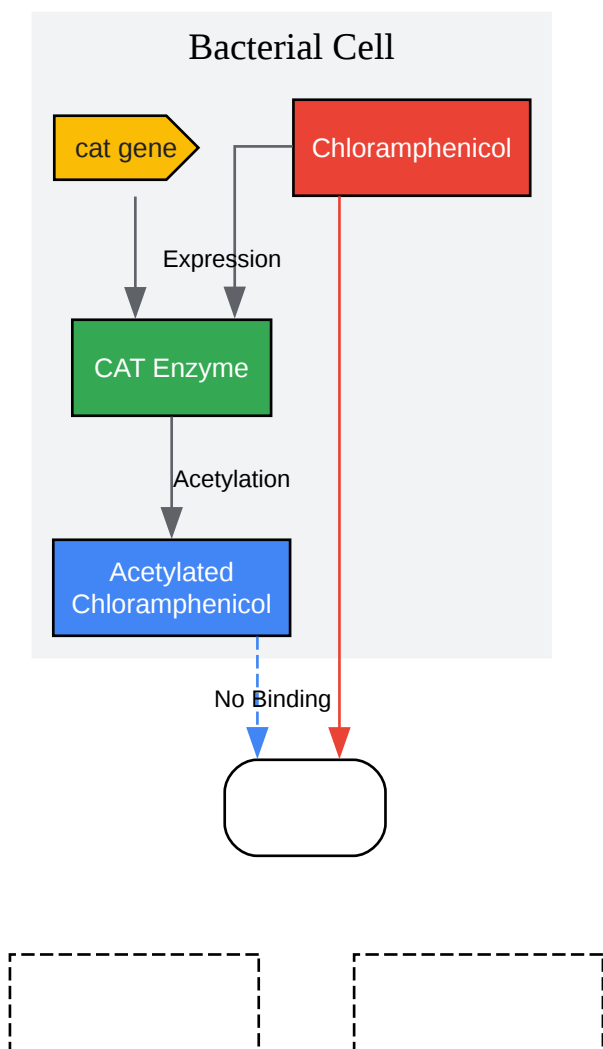 Bacterial Cell
cat gene
Chloramphenicol
Expression
CAT Enzyme
Acetylation
Acetylated
Chloramphenicol
No Binding